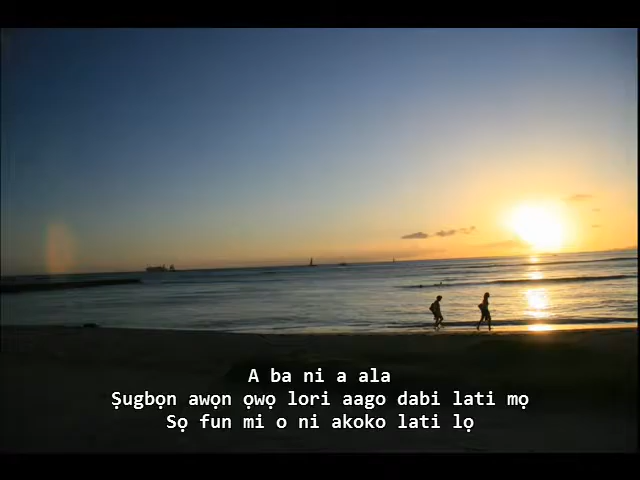 A ba ni a ala
Ṣugbọn awọn ọwọ lori aago dabi lati mọ
Sọ fun mi o ni akoko lati lọ